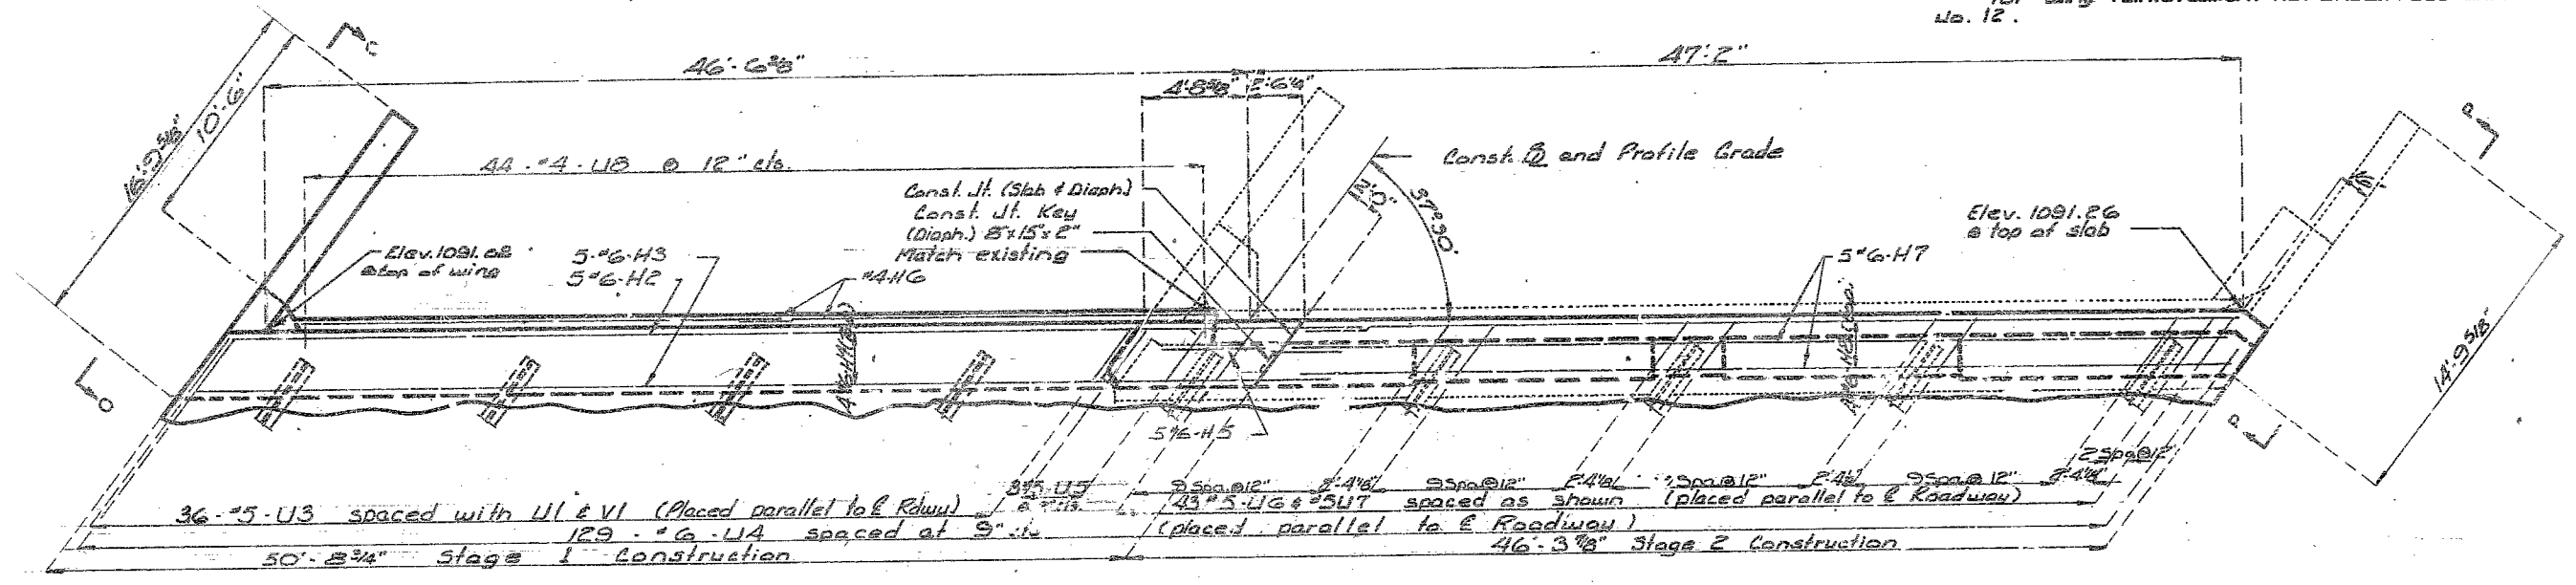 No. 12.
46'-6⅜"
47'-2"
4'-8⅝"
2'-6¼"
10'-6"
C
44-#4-U8 @ 12" cts.
Const. ℄ and Profile Grade
Const. Jt. (Slab & Diaph.)
Const. Jt. Key
(Diaph.) 8"x15"x2"
Match existing
2'-0"
37°30'
Elev. 1091.26
@ top of slab
@ top of wing
5-#6-H3
5-#6-H2
#4-H6
5-#6-H7
14'-9⅝"
5-#6-H5
2 Spa @ 12"
3-#5-U5
9 Spa. @ 12"
9 Spa @ 12"
9 Spa @ 12"
9 Spa @ 12"
36-#5-U3 spaced with U1 & V1 (Placed parallel to ℄ Rdwy)
43-#5-U6 & #5U7 spaced as shown (placed parallel to ℄ Roadway)
129-#6-U4 spaced at 9" cts. (placed parallel to ℄ Roadway)
50'-8¾" Stage 1 Construction
46'-3⅞" Stage 2 Construction